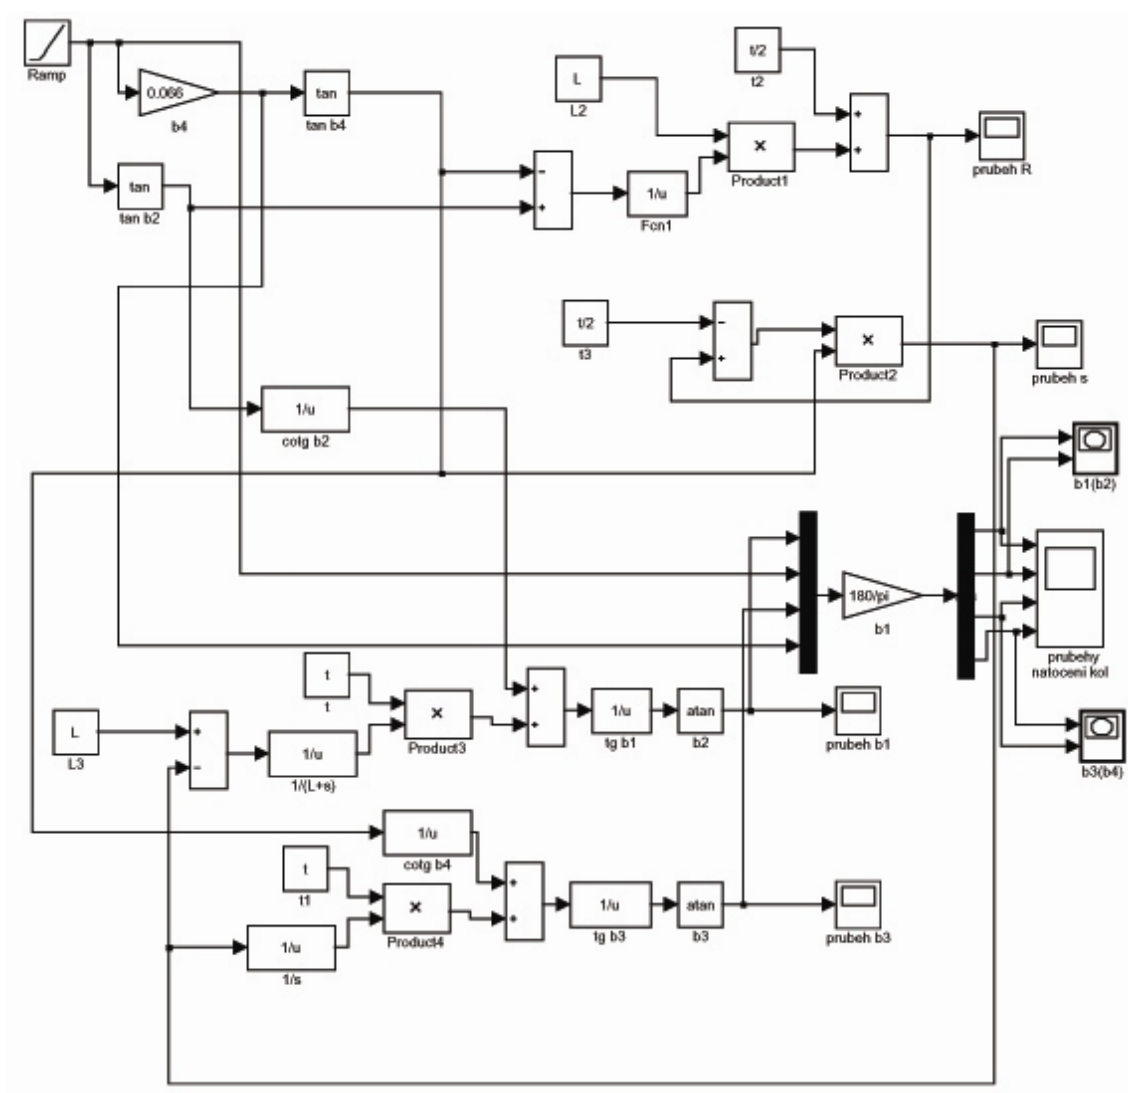 Ramp
0.066
b4
tan
tan b4
tan
tan b2
L
L2
t/2
t2
×
Product1
+
+
prubeh R
−
+
1/u
Fcn1
t/2
t3
−
+
×
Product2
prubeh s
1/u
cotg b2
b1(b2)
180/pi
b1
prubehy
natoceni kol
t
t
×
Product3
+
+
1/u
tg b1
atan
b2
prubeh b1
L
L3
+
−
1/u
1/(L+s)
b3(b4)
1/u
cotg b4
t
t1
×
Product4
+
+
1/u
tg b3
atan
b3
prubeh b3
1/u
1/s